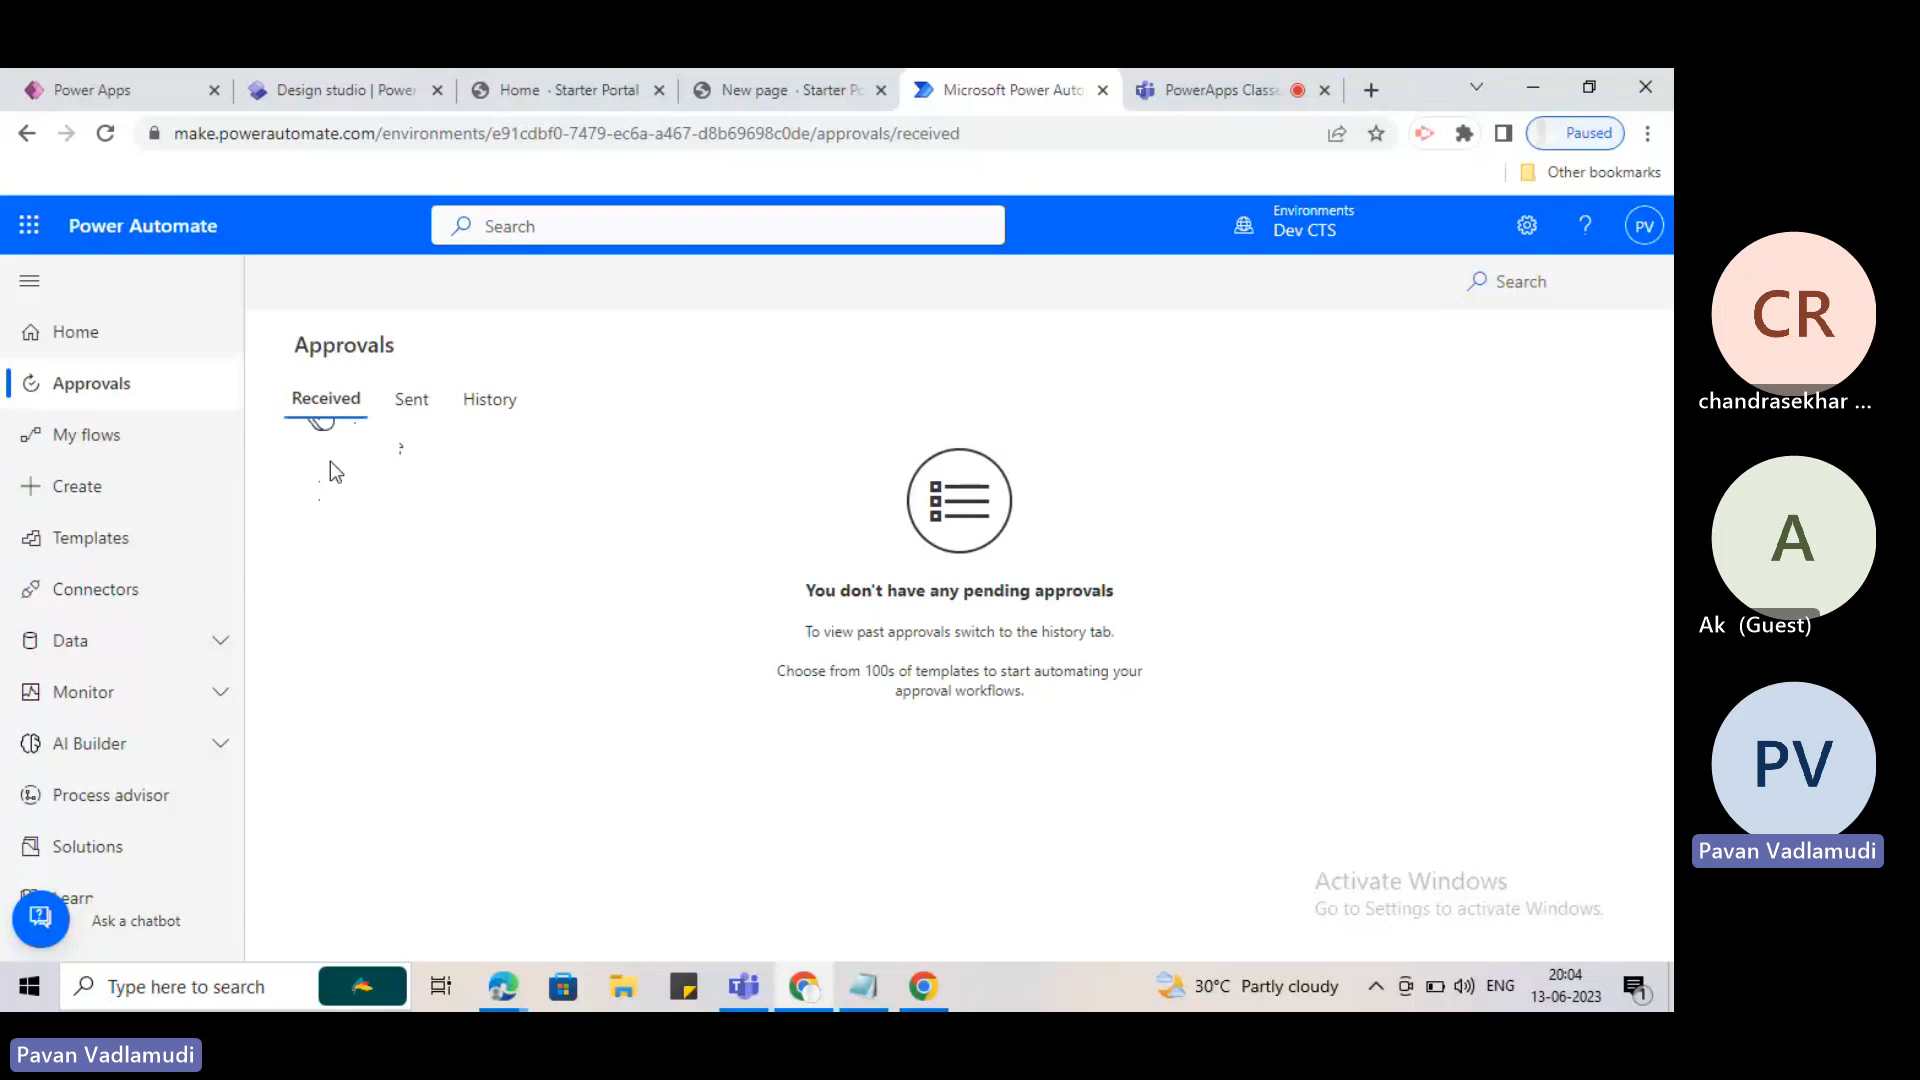 Power Apps
Design studio | Power
Home · Starter Portal
New page · Starter Po
Microsoft Power Auto
PowerApps Classe
make.powerautomate.com/environments/e91cdbf0-7479-ec6a-a467-d8b69698c0de/approvals/received
Paused
Other bookmarks
Power Automate
Search
Environments
Dev CTS
PV
Search
Home
Approvals
My flows
Create
Templates
Connectors
Data
Monitor
AI Builder
Process advisor
Solutions
earn
Ask a chatbot
Approvals
Received
Sent
History
You don't have any pending approvals
To view past approvals switch to the history tab.
Choose from 100s of templates to start automating your
approval workflows.
Activate Windows
Go to Settings to activate Windows.
Type here to search
30°C Partly cloudy
ENG
20:04
13-06-2023
1
CR
chandrasekhar ...
A
Ak (Guest)
PV
Pavan Vadlamudi
Pavan Vadlamudi